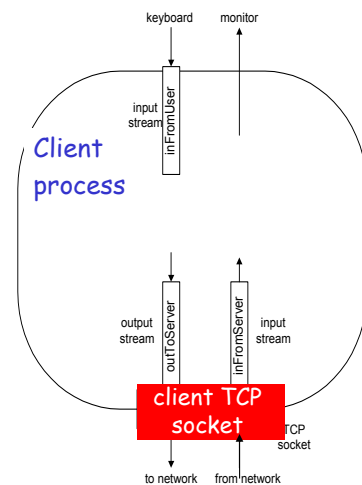 keyboard
monitor
input
stream
inFromUser
Client
process
output
stream
outToServer
inFromServer
input
stream
client TCP
socket
TCP
socket
to network
from network